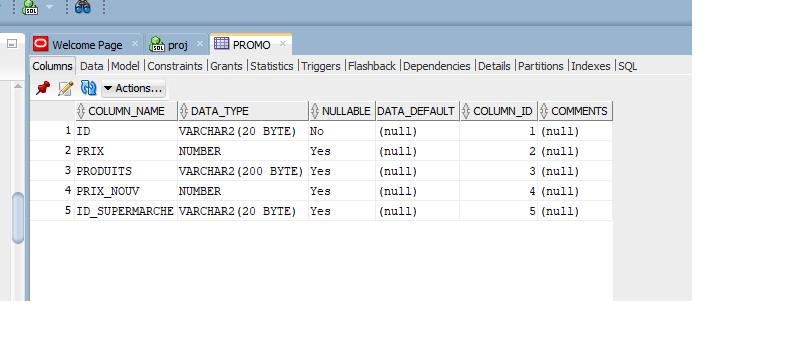 SQL
Welcome Page proj PROMO
Columns Data Model Constraints Grants Statistics Triggers Flashback Dependencies Details Partitions Indexes SQL
Actions...
COLUMN_NAME DATA_TYPE NULLABLE DATA_DEFAULT COLUMN_ID COMMENTS
1 ID VARCHAR2(20 BYTE) No (null) 1 (null)
2 PRIX NUMBER Yes (null) 2 (null)
3 PRODUITS VARCHAR2(200 BYTE) Yes (null) 3 (null)
4 PRIX_NOUV NUMBER Yes (null) 4 (null)
5 ID_SUPERMARCHE VARCHAR2(20 BYTE) Yes (null) 5 (null)